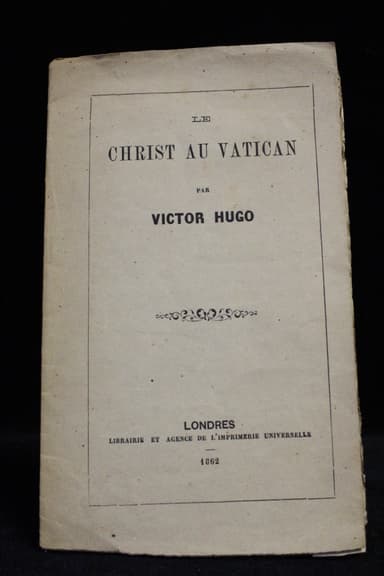 LE
CHRIST AU VATICAN
PAR
VICTOR HUGO
LONDRES
LIBRAIRIE ET AGENCE DE L'IMPRIMERIE UNIVERSELLE
1862